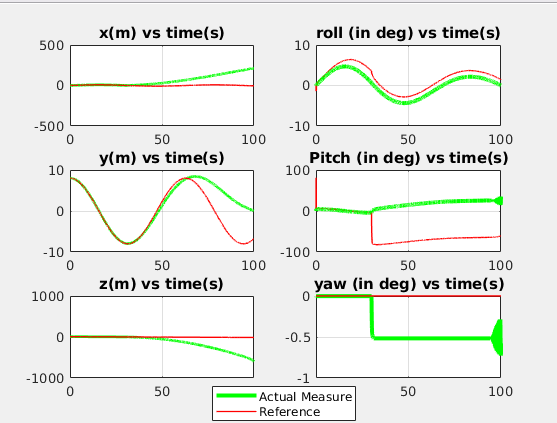 x(m) vs time(s)
500
0
-500
0 50 100
roll (in deg) vs time(s)
10
0
-10
0 50 100
y(m) vs time(s)
10
0
-10
0 50 100
Pitch (in deg) vs time(s)
100
0
-100
0 50 100
z(m) vs time(s)
1000
0
-1000
0 50 100
yaw (in deg) vs time(s)
0
-0.5
-1
0 50 100
Actual Measure
Reference